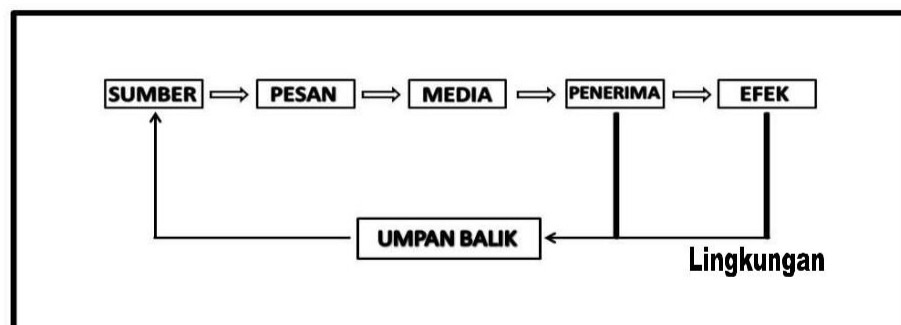 SUMBER
PESAN
MEDIA
PENERIMA
EFEK
UMPAN BALIK
Lingkungan